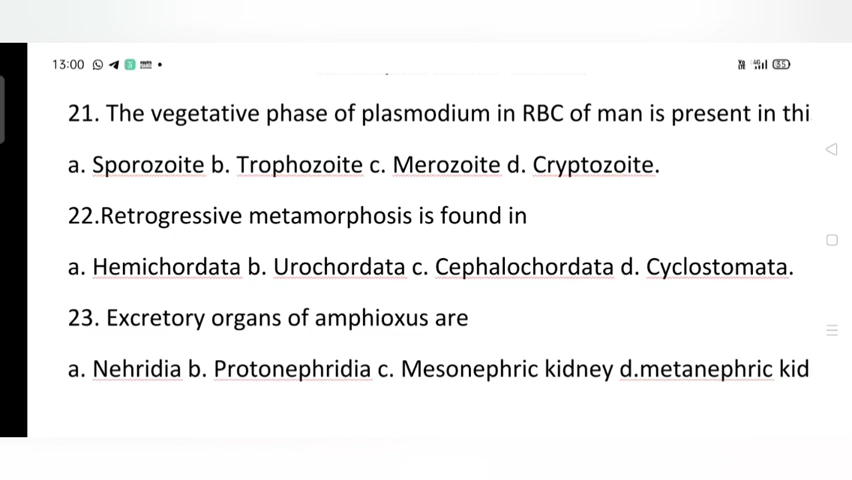 13:00
21. The vegetative phase of plasmodium in RBC of man is present in thi
a. Sporozoite b. Trophozoite c. Merozoite d. Cryptozoite.
22.Retrogressive metamorphosis is found in
a. Hemichordata b. Urochordata c. Cephalochordata d. Cyclostomata.
23. Excretory organs of amphioxus are
a. Nehridia b. Protonephridia c. Mesonephric kidney d.metanephric kid